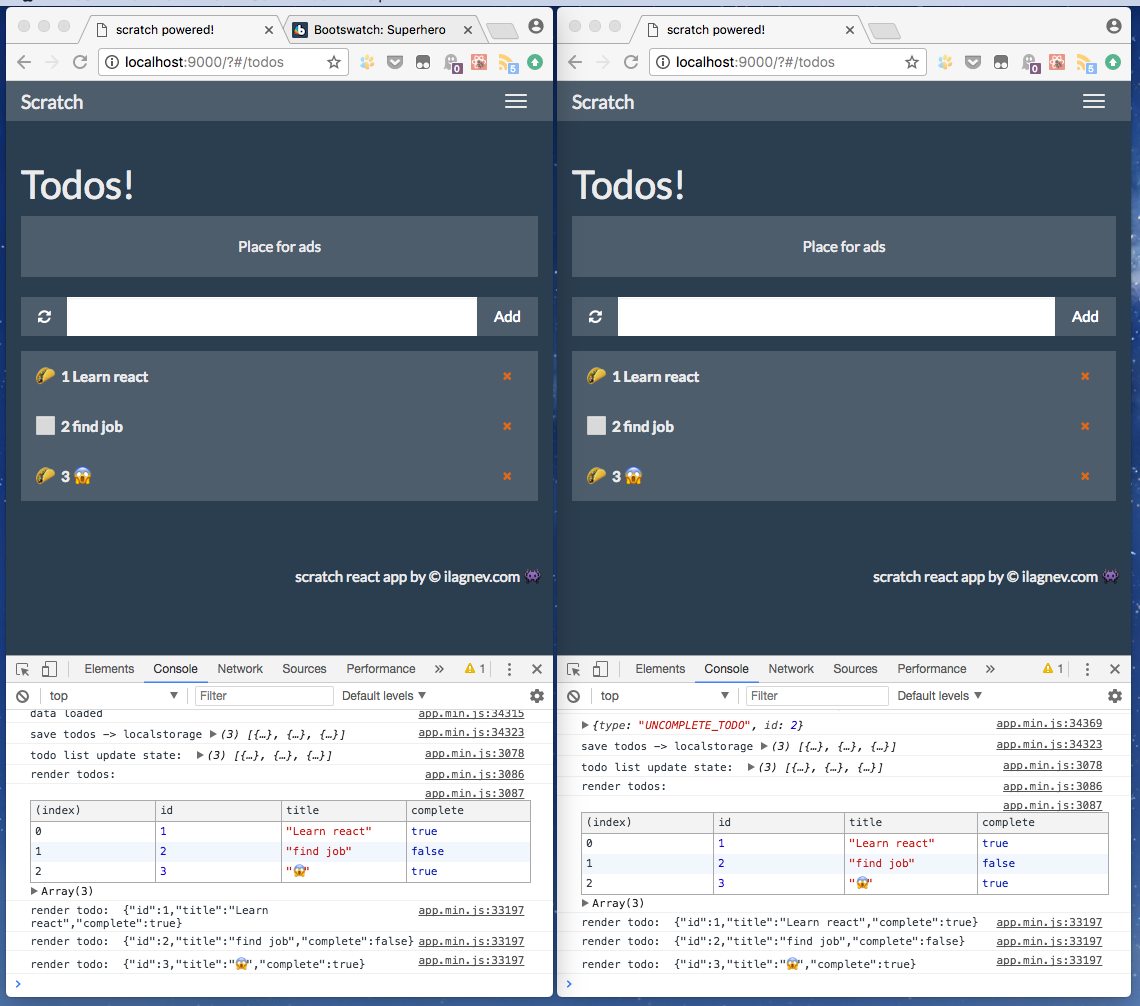 scratch powered!
Bootswatch: Superhero
localhost:9000/?#/todos
0
5
Scratch
Todos!
Place for ads
Add
🌮 1 Learn react ×
2 find job ×
🌮 3 😱 ×
scratch react app by © ilagnev.com 👾
Elements Console Network Sources Performance » 1
top ▼ Filter Default levels ▼
data loaded app.min.js:34315
save todos -> localstorage ▶ (3) [{…}, {…}, {…}] app.min.js:34323
todo list update state: ▶ (3) [{…}, {…}, {…}] app.min.js:3078
render todos: app.min.js:3086
app.min.js:3087
(index) id title complete
0 1 "Learn react" true
1 2 "find job" false
2 3 "😱" true
▶ Array(3)
render todo: {"id":1,"title":"Learn app.min.js:33197
react","complete":true}
render todo: {"id":2,"title":"find job","complete":false} app.min.js:33197
render todo: {"id":3,"title":"😱","complete":true} app.min.js:33197
>
scratch powered!
localhost:9000/?#/todos
0
5
Scratch
Todos!
Place for ads
Add
🌮 1 Learn react ×
2 find job ×
🌮 3 😱 ×
scratch react app by © ilagnev.com 👾
Elements Console Network Sources Performance » 1
top ▼ Filter Default levels ▼
▶ {type: "UNCOMPLETE_TODO", id: 2} app.min.js:34369
save todos -> localstorage ▶ (3) [{…}, {…}, {…}] app.min.js:34323
todo list update state: ▶ (3) [{…}, {…}, {…}] app.min.js:3078
render todos: app.min.js:3086
app.min.js:3087
(index) id title complete
0 1 "Learn react" true
1 2 "find job" false
2 3 "😱" true
▶ Array(3)
render todo: {"id":1,"title":"Learn react","complete":true} app.min.js:33197
render todo: {"id":2,"title":"find job","complete":false} app.min.js:33197
render todo: {"id":3,"title":"😱","complete":true} app.min.js:33197
>